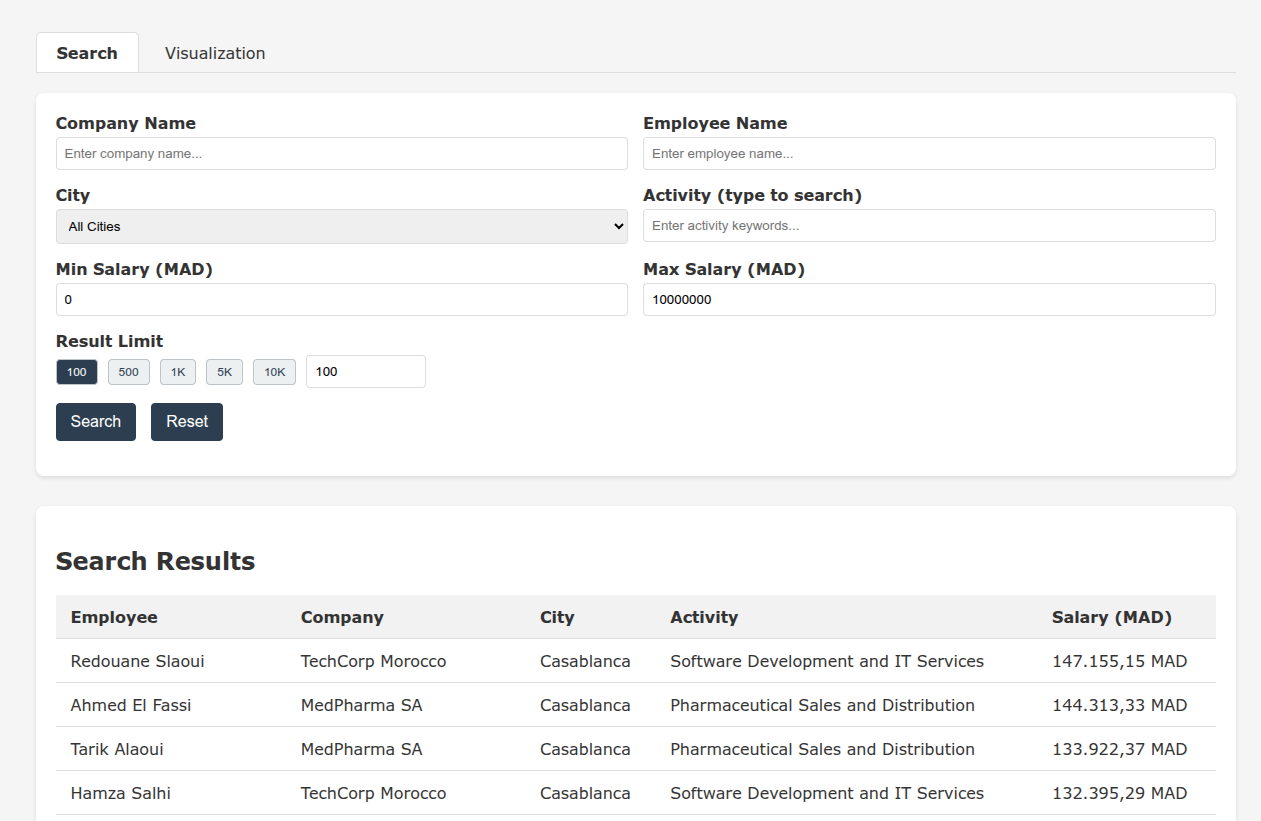 Search Visualization
Company Name Employee Name
Enter company name... Enter employee name...
City Activity (type to search)
All Cities Enter activity keywords...
Min Salary (MAD) Max Salary (MAD)
0 10000000
Result Limit
100 500 1K 5K 10K 100
Search Reset
Search Results
Employee Company City Activity Salary (MAD)
Redouane Slaoui TechCorp Morocco Casablanca Software Development and IT Services 147.155,15 MAD
Ahmed El Fassi MedPharma SA Casablanca Pharmaceutical Sales and Distribution 144.313,33 MAD
Tarik Alaoui MedPharma SA Casablanca Pharmaceutical Sales and Distribution 133.922,37 MAD
Hamza Salhi TechCorp Morocco Casablanca Software Development and IT Services 132.395,29 MAD